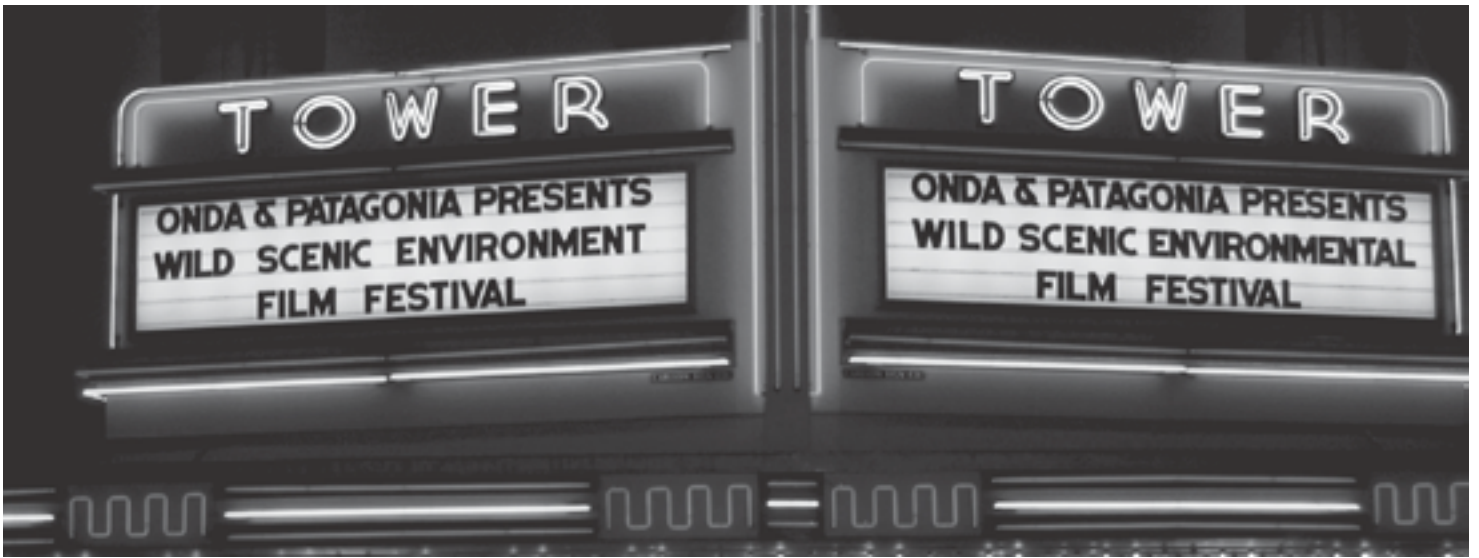 TOWER
ONDA & PATAGONIA PRESENTS
WILD SCENIC ENVIRONMENT
FILM FESTIVAL
TOWER
ONDA & PATAGONIA PRESENTS
WILD SCENIC ENVIRONMENTAL
FILM FESTIVAL